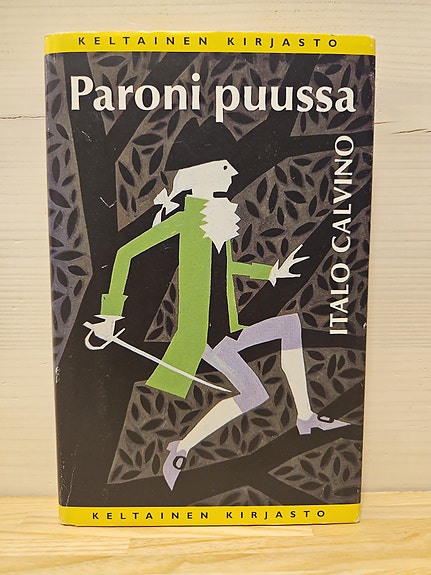 KELTAINEN KIRJASTO
Paroni puussa
ITALO CALVINO
KELTAINEN KIRJASTO